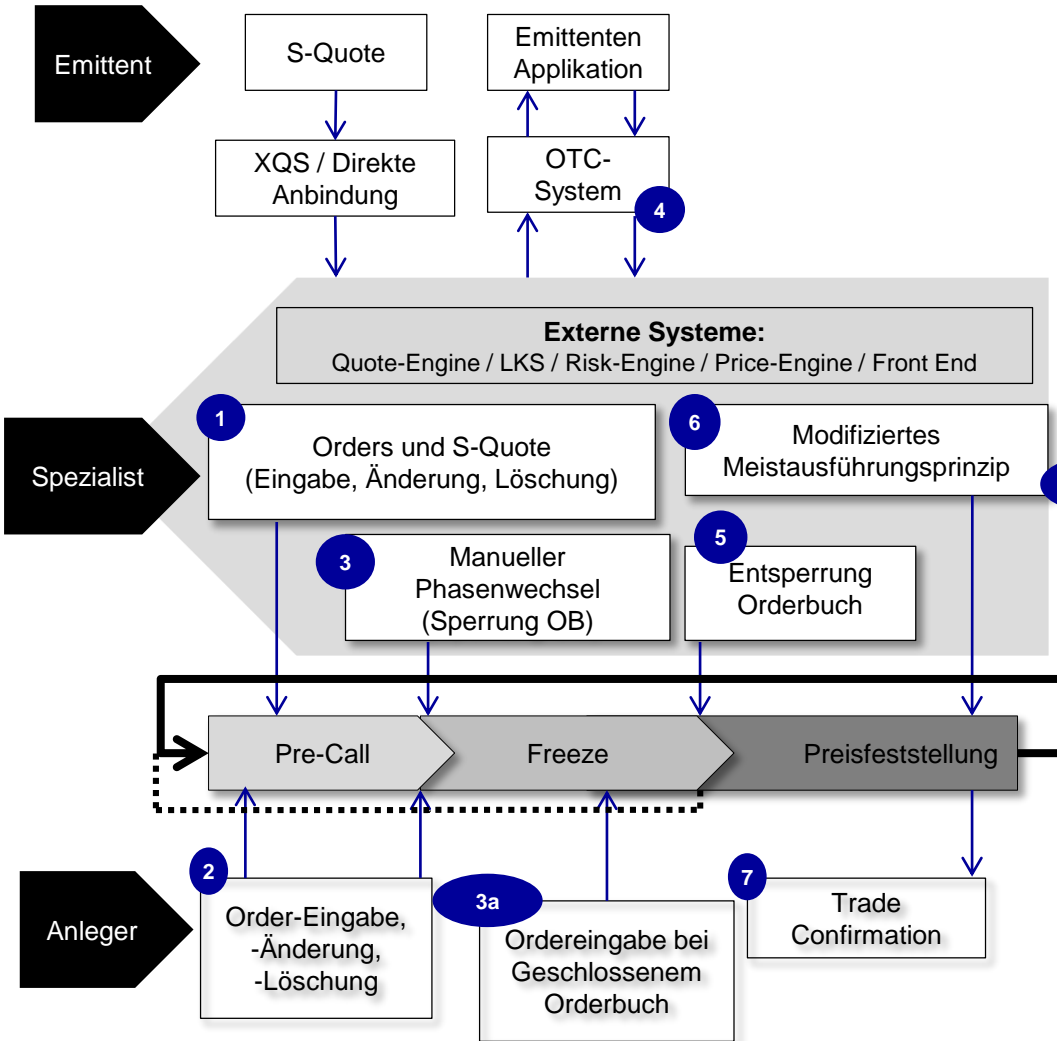 Emittent
S-Quote
Emittenten
Applikation
XQS / Direkte
Anbindung
OTC-
System
4
Externe Systeme:
Quote-Engine / LKS / Risk-Engine / Price-Engine / Front End
Spezialist
1
Orders und S-Quote
(Eingabe, Änderung, Löschung)
6
Modifiziertes
Meistausführungsprinzip
3
Manueller
Phasenwechsel
(Sperrung OB)
5
Entsperrung
Orderbuch
Pre-Call
Freeze
Preisfeststellung
Anleger
2
Order-Eingabe,
-Änderung,
-Löschung
3a
Ordereingabe bei
Geschlossenem
Orderbuch
7
Trade
Confirmation